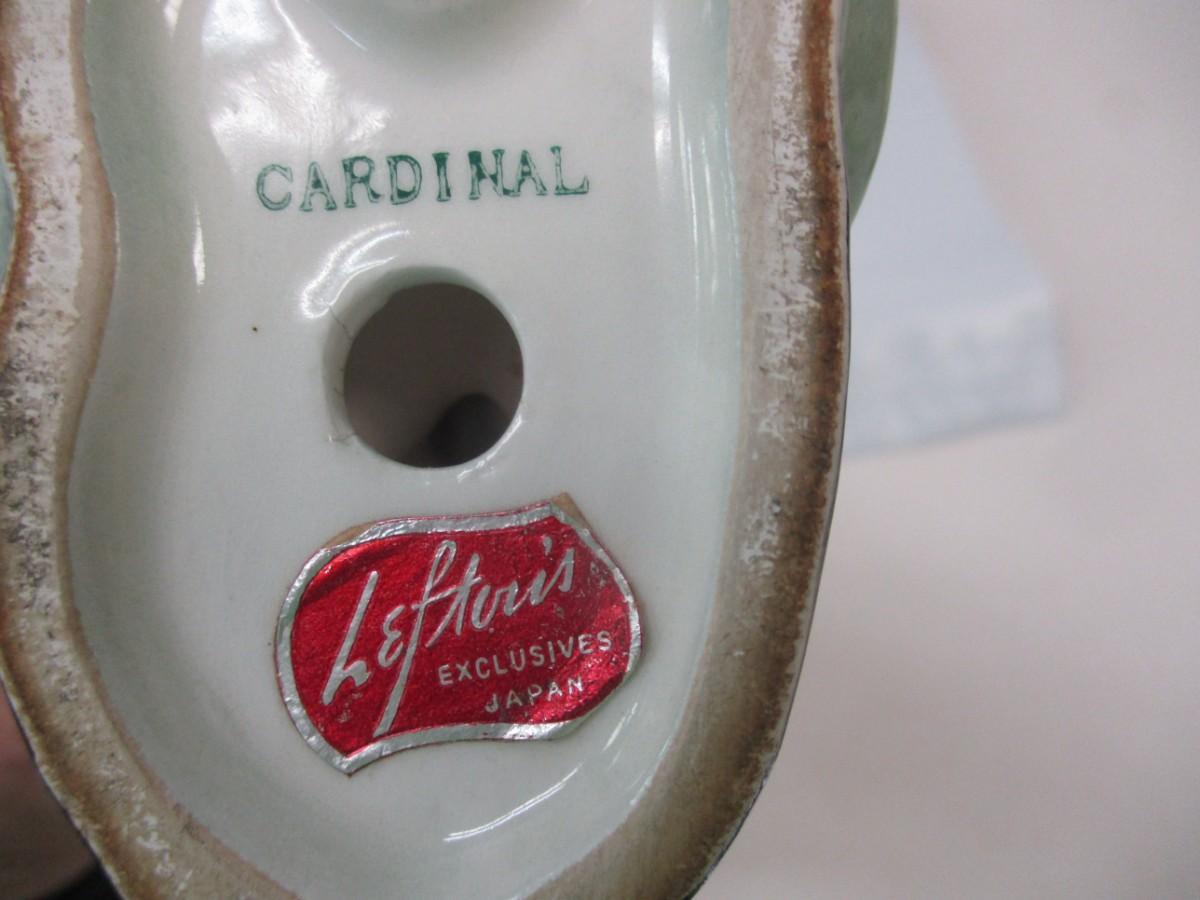 CARDINAL
Lefton's
EXCLUSIVES
JAPAN